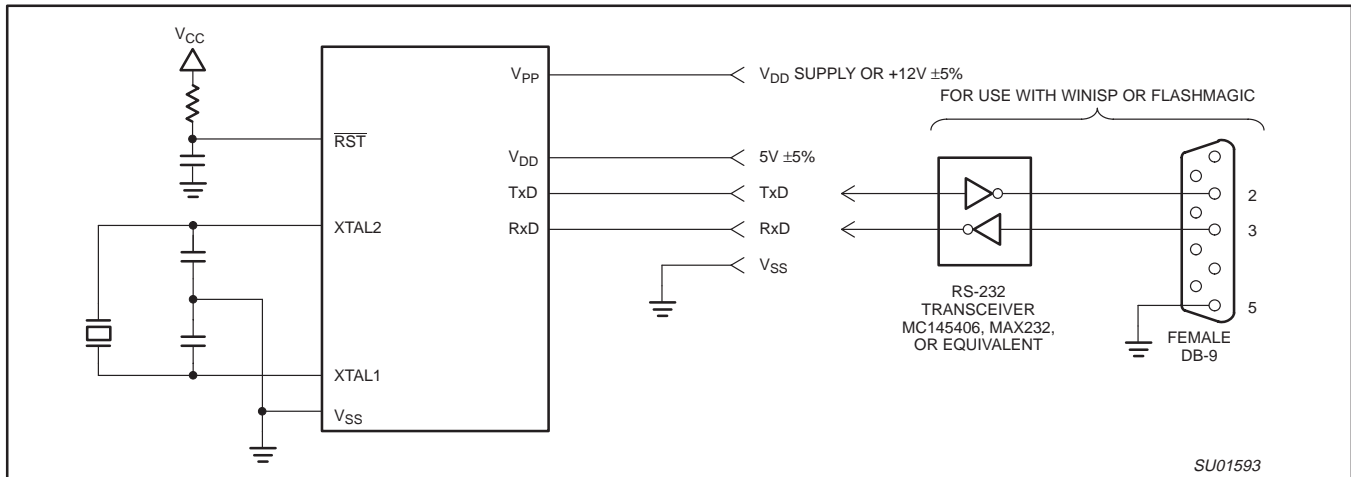 VCC
VPP
VDD SUPPLY OR +12V ±5%
FOR USE WITH WINISP OR FLASHMAGIC
RST
VDD
5V ±5%
TxD
TxD
2
XTAL2
RxD
RxD
3
VSS
RS-232
TRANSCEIVER
MC145406, MAX232,
OR EQUIVALENT
5
FEMALE
DB-9
XTAL1
VSS
SU01593